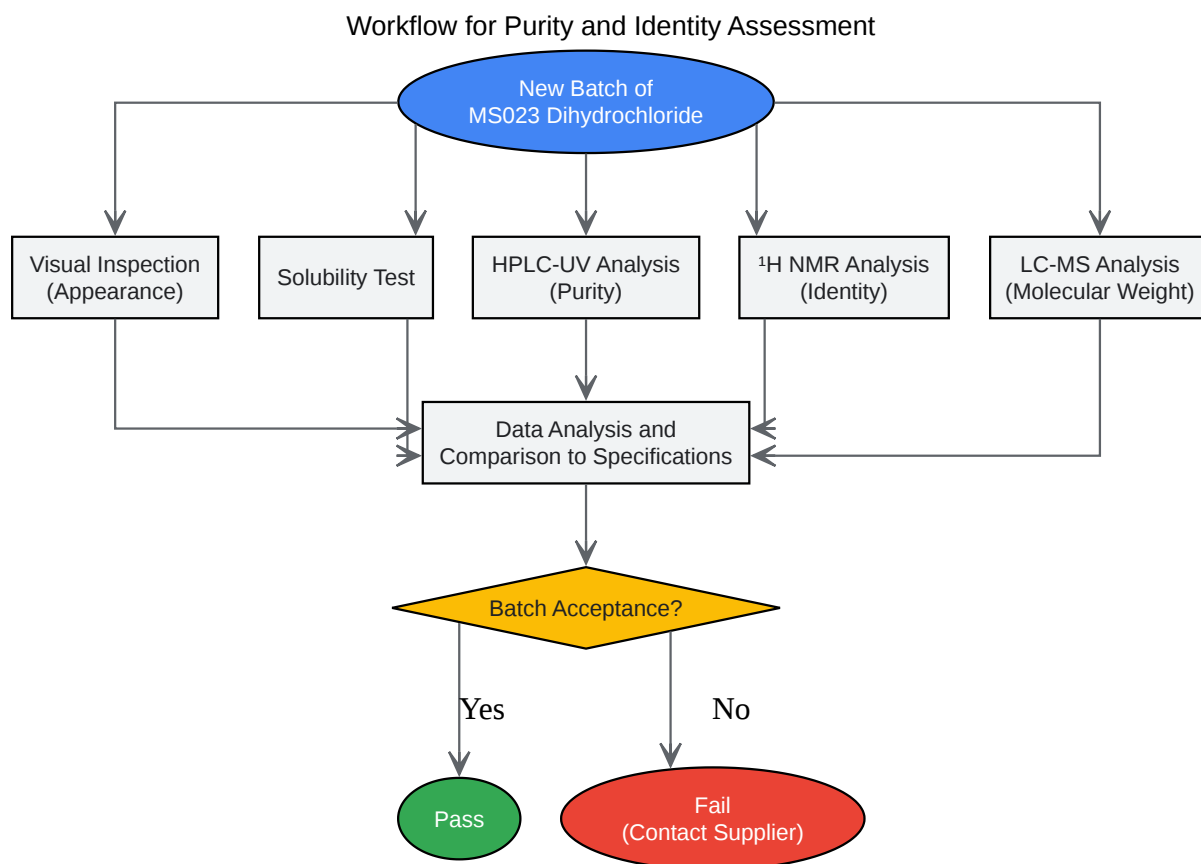 Workflow for Purity and Identity Assessment
New Batch of
MS023 Dihydrochloride
Visual Inspection
(Appearance)
Solubility Test
HPLC-UV Analysis
(Purity)
¹H NMR Analysis
(Identity)
LC-MS Analysis
(Molecular Weight)
Data Analysis and
Comparison to Specifications
Batch Acceptance?
Yes
No
Pass
Fail
(Contact Supplier)